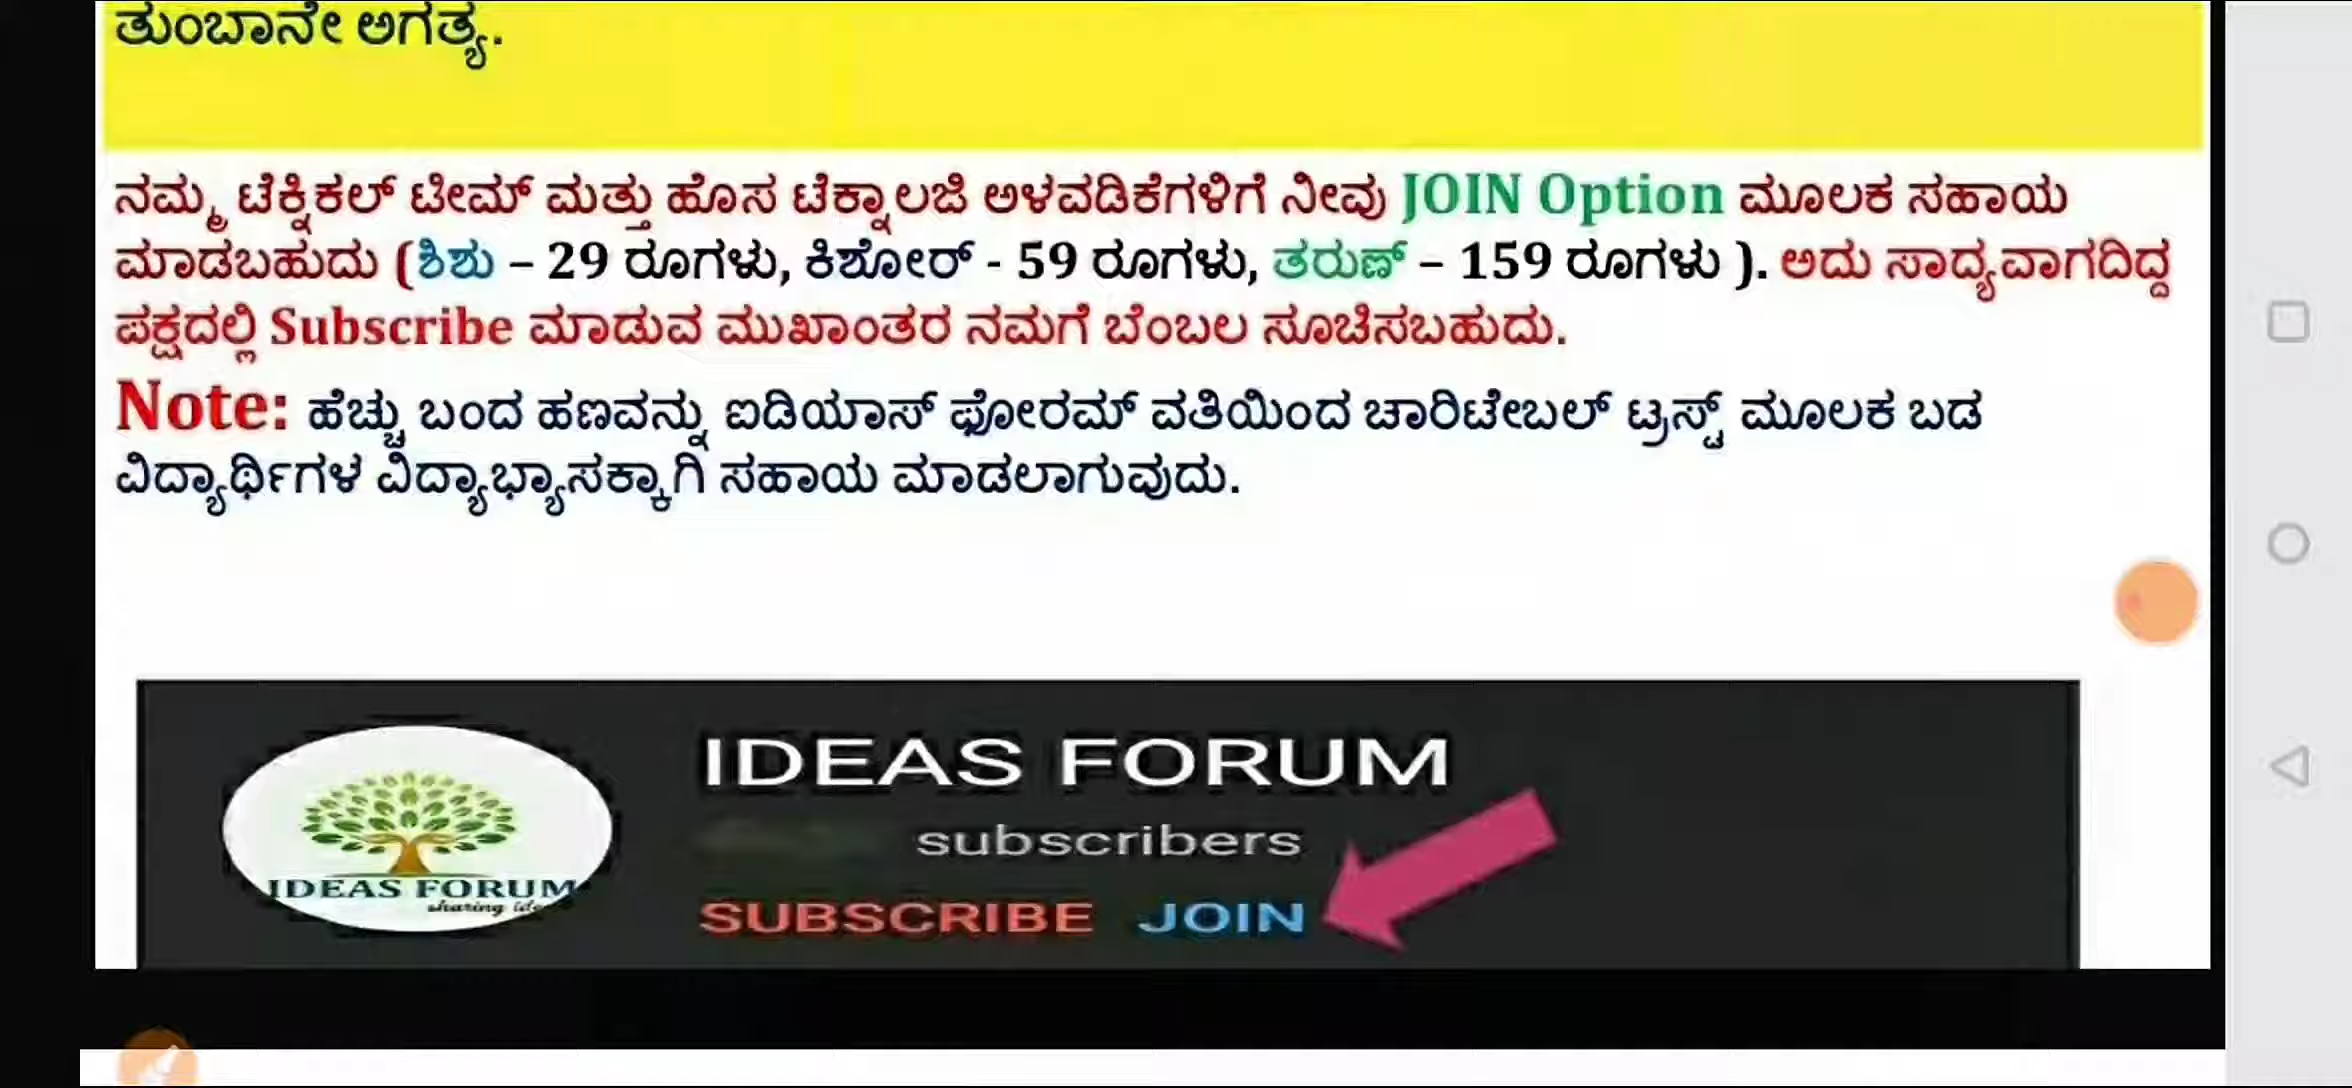 ತುಂಬಾನೇ ಅಗತ್ಯ.
ನಮ್ಮ ಟೆಕ್ನಿಕಲ್ ಟೀಮ್ ಮತ್ತು ಹೊಸ ಟೆಕ್ನಾಲಜಿ ಅಳವಡಿಕೆಗಳಿಗೆ ನೀವು JOIN Option ಮೂಲಕ ಸಹಾಯ
ಮಾಡಬಹುದು (ಶಿಶು – 29 ರೂಗಳು, ಕಿಶೋರ್ - 59 ರೂಗಳು, ತರುಣ್ – 159 ರೂಗಳು ). ಅದು ಸಾದ್ಯವಾಗದಿದ್ದ
ಪಕ್ಷದಲ್ಲಿ Subscribe ಮಾಡುವ ಮುಖಾಂತರ ನಮಗೆ ಬೆಂಬಲ ಸೂಚಿಸಬಹುದು.
Note: ಹೆಚ್ಚು ಬಂದ ಹಣವನ್ನು ಐಡಿಯಾಸ್ ಫೋರಮ್ ವತಿಯಿಂದ ಚಾರಿಟೇಬಲ್ ಟ್ರಸ್ಟ್ ಮೂಲಕ ಬಡ
ವಿದ್ಯಾರ್ಥಿಗಳ ವಿದ್ಯಾಭ್ಯಾಸಕ್ಕಾಗಿ ಸಹಾಯ ಮಾಡಲಾಗುವುದು.
IDEAS FORUM
subscribers
SUBSCRIBE JOIN
IDEAS FORUM
sharing